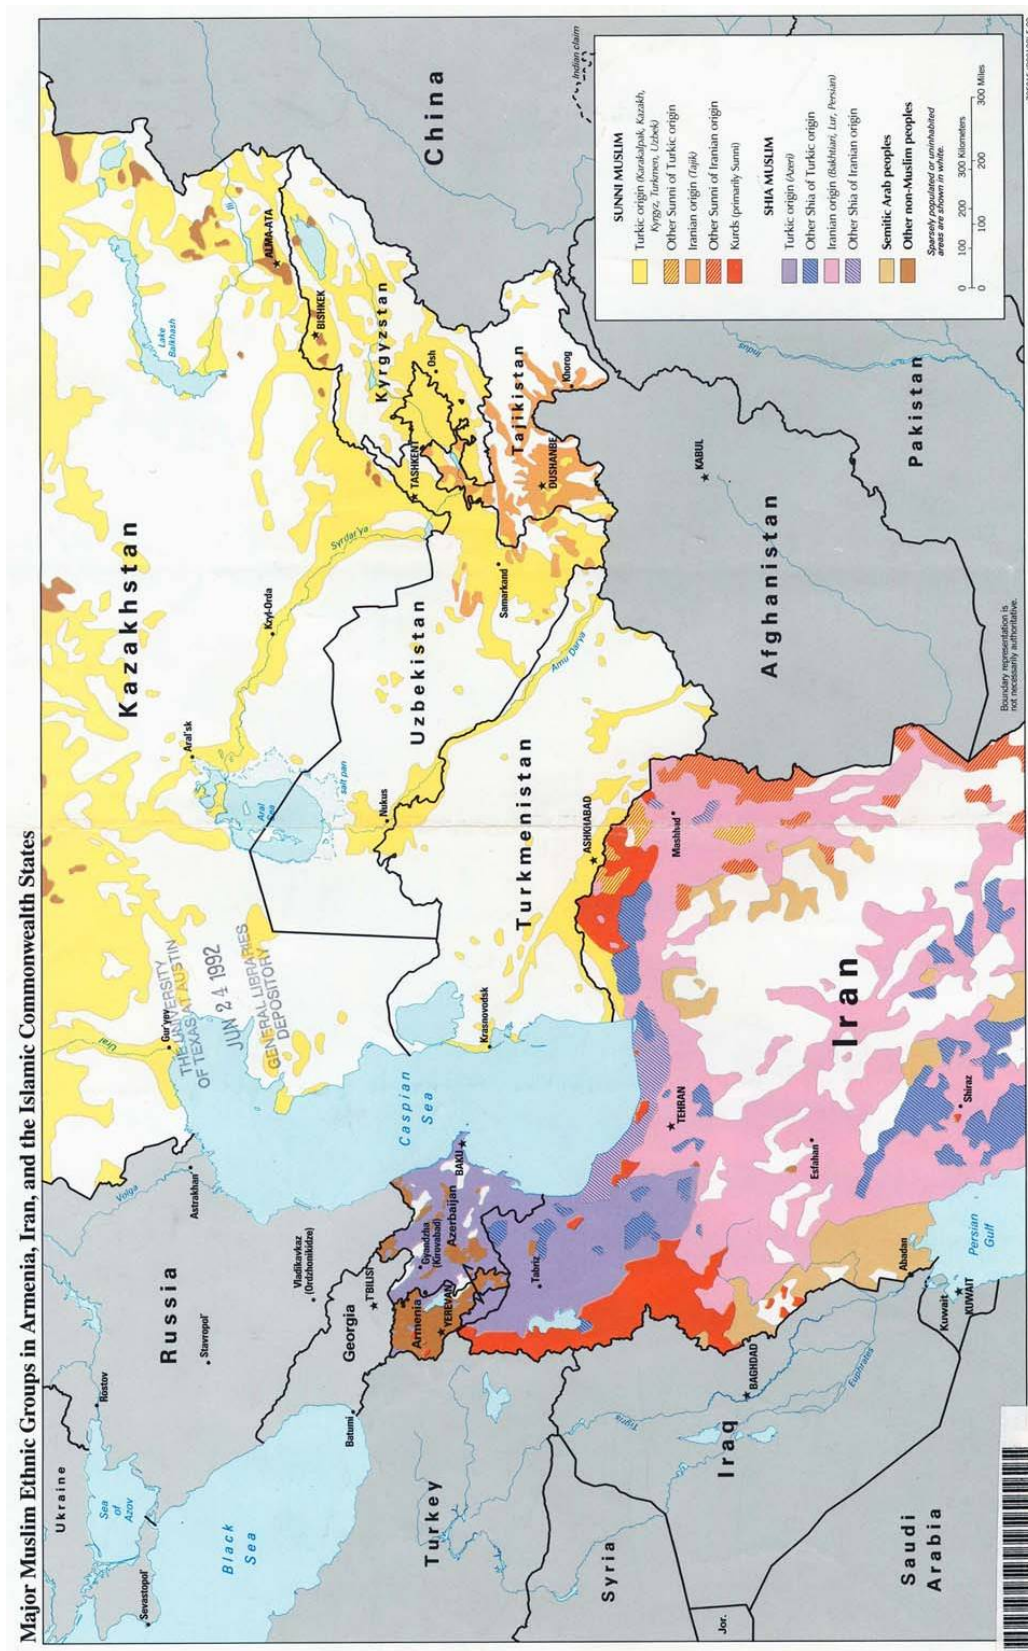 Major Muslim Ethnic Groups in Armenia, Iran, and the Islamic Commonwealth States
Ukraine
Sea
of
Azov
Sevastopol'
Rostov
Black
Sea
Russia
Stavropol'
Vladikavkaz
(Ordzhonikidze)
Astrakhan'
Volga
Georgia
T'BILISI
Batumi
Armenia
YEREVAN
Azerbaijan
Gyandzha
(Kirovabad)
BAKU
Caspian
Sea
Turkey
Syria
Jor.
Iraq
Tigris
Euphrates
BAGHDAD
Saudi
Arabia
Kuwait
KUWAIT
Persian
Gulf
Abadan
Tabriz
TEHRAN
Esfahan
Shiraz
Iran
Mashhad
Ural
Gur'yev
THE UNIVERSITY
OF TEXAS AT AUSTIN
JUN 24 1992
GENERAL LIBRARIES
DEPOSITORY
Kazakhstan
Aral'sk
Aral
Sea
salt pan
Kzyl-Orda
Syrdar'ya
Lake
Balkhash
Ili
ALMA-ATA
BISHKEK
Kyrgyzstan
Osh
TASHKENT
Uzbekistan
Nukus
Samarkand
Amu Dar'ya
Turkmenistan
Krasnovodsk
ASHKHABAD
Tajikistan
DUSHANBE
Khorog
China
Indian claim
Afghanistan
KABUL
Pakistan
Indus
Boundary representation is
not necessarily authoritative.
SUNNI MUSLIM
Turkic origin (Karakalpak, Kazakh,
Kyrgyz, Turkmen, Uzbek)
Other Sunni of Turkic origin
Iranian origin (Tajik)
Other Sunni of Iranian origin
Kurds (primarily Sunni)
SHIA MUSLIM
Turkic origin (Azeri)
Other Shia of Turkic origin
Iranian origin (Bakhtiari, Lur, Persian)
Other Shia of Iranian origin
Semitic Arab peoples
Other non-Muslim peoples
Sparsely populated or uninhabited
areas are shown in white.
0 100 200 300 Kilometers
0 100 200 300 Miles